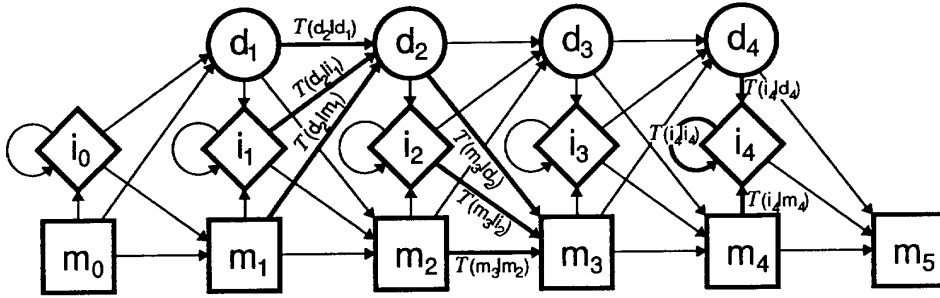 T(d₂|d₁)
d₁ d₂ d₃ d₄
T(d₂|i₁)
T(d₂|m₁)
T(i₄|d₄)
i₀ i₁ i₂ i₃ T(i₄|i₄) i₄
T(m₃|d₂)
T(m₃|i₂)
T(i₄|m₄)
m₀ m₁ m₂ m₃ m₄ m₅
T(m₃|m₂)